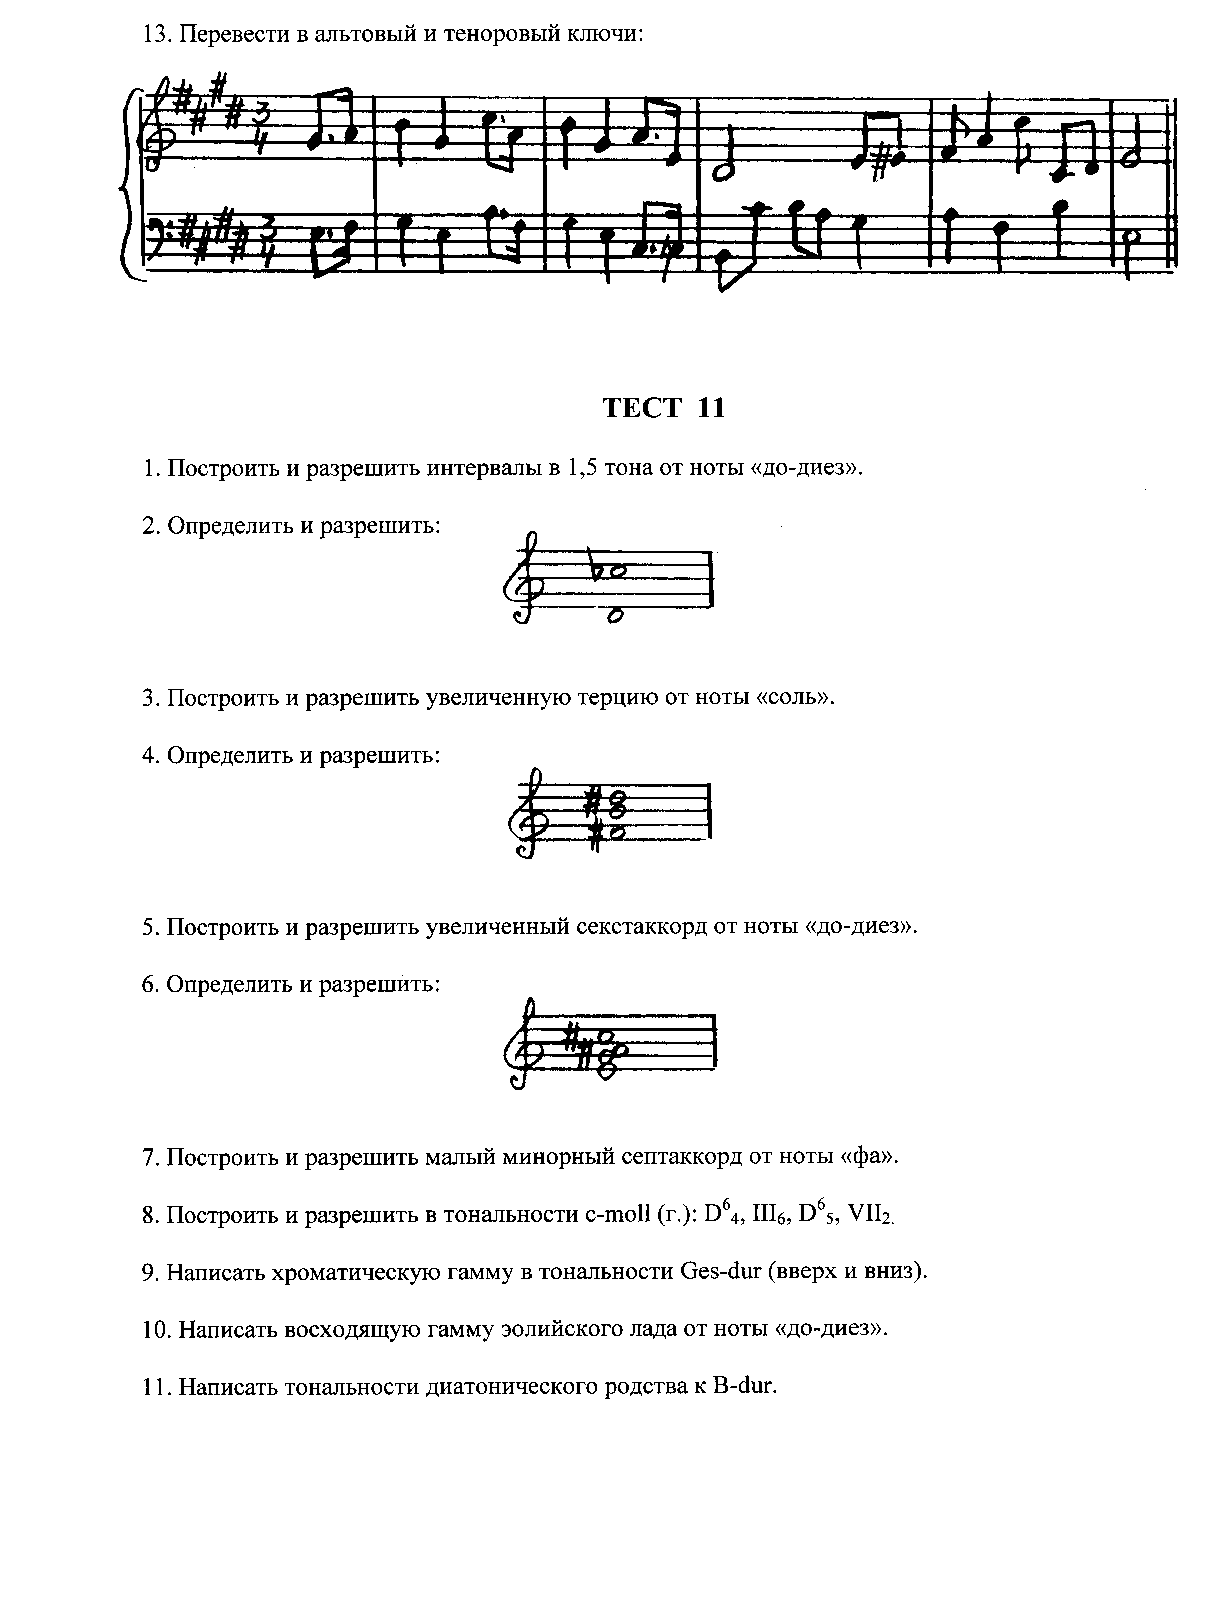 13. Перевести в альтовый и теноровый ключи:
3
4
3
4
ТЕСТ 11
1. Построить и разрешить интервалы в 1,5 тона от ноты «до-диез».
2. Определить и разрешить:
3. Построить и разрешить увеличенную терцию от ноты «соль».
4. Определить и разрешить:
5. Построить и разрешить увеличенный секстаккорд от ноты «до-диез».
6. Определить и разрешить:
7. Построить и разрешить малый минорный септаккорд от ноты «фа».
8. Построить и разрешить в тональности c-moll (г.): D⁶₄, III₆, D⁶₅, VII₂.
9. Написать хроматическую гамму в тональности Ges-dur (вверх и вниз).
10. Написать восходящую гамму эолийского лада от ноты «до-диез».
11. Написать тональности диатонического родства к B-dur.